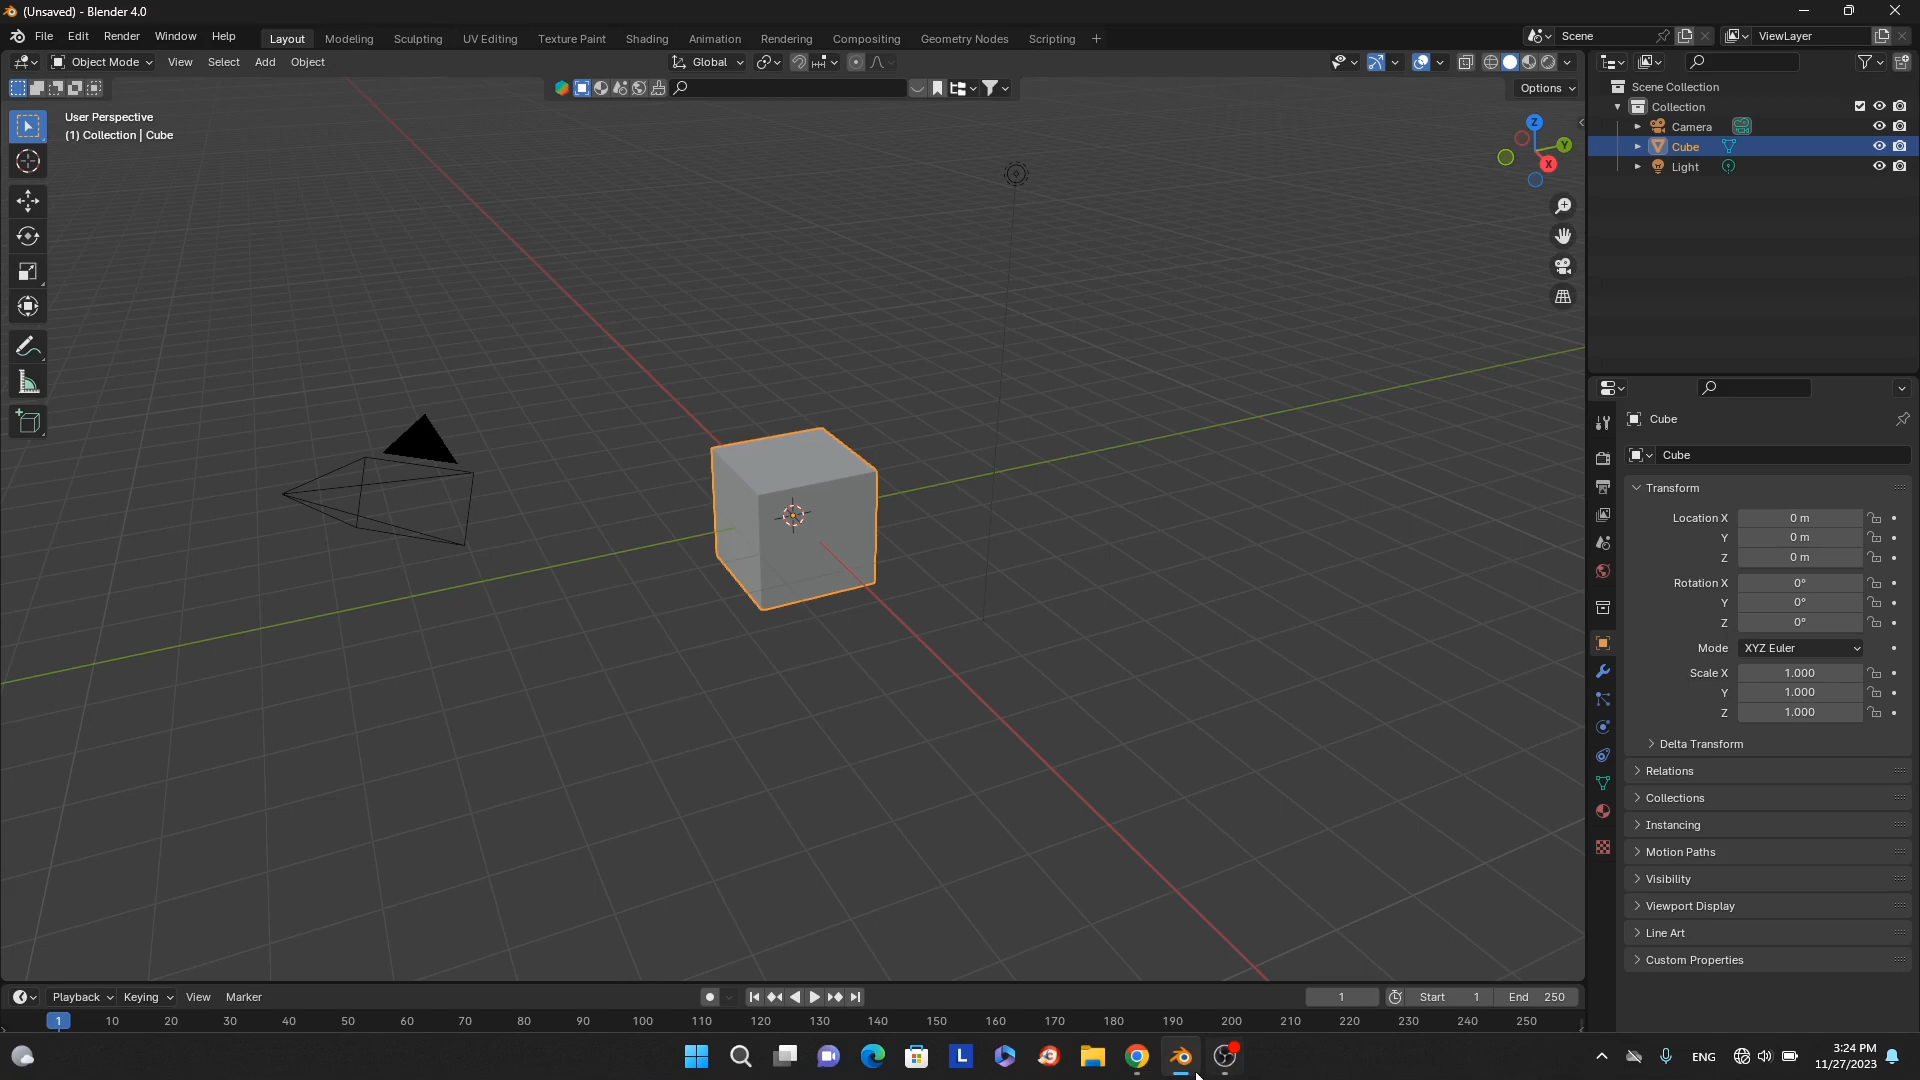 (Unsaved) - Blender 4.0
File Edit Render Window Help Layout Modeling Sculpting UV Editing Texture Paint Shading Animation Rendering Compositing Geometry Nodes Scripting + Scene ViewLayer
Object Mode View Select Add Object Global
Options
User Perspective
(1) Collection | Cube
Z
Y
X
Scene Collection
Collection
Camera
Cube
Light
Cube
Cube
Transform
Location X 0 m
Y 0 m
Z 0 m
Rotation X 0°
Y 0°
Z 0°
Mode XYZ Euler
Scale X 1.000
Y 1.000
Z 1.000
Delta Transform
Relations
Collections
Instancing
Motion Paths
Visibility
Viewport Display
Line Art
Custom Properties
Playback Keying View Marker 1 Start 1 End 250
1 10 20 30 40 50 60 70 80 90 100 110 120 130 140 150 160 170 180 190 200 210 220 230 240 250
L ENG 3:24 PM
11/27/2023